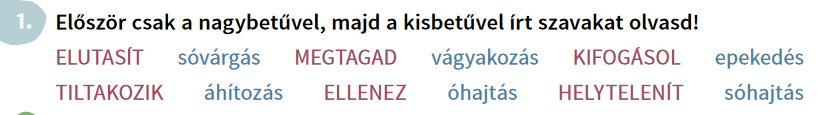 1. Először csak a nagybetűvel, majd a kisbetűvel írt szavakat olvasd!
ELUTASÍT sóvárgás MEGTAGAD vágyakozás KIFOGÁSOL epekedés
TILTAKOZIK áhítozás ELLENEZ óhajtás HELYTELENÍT sóhajtás